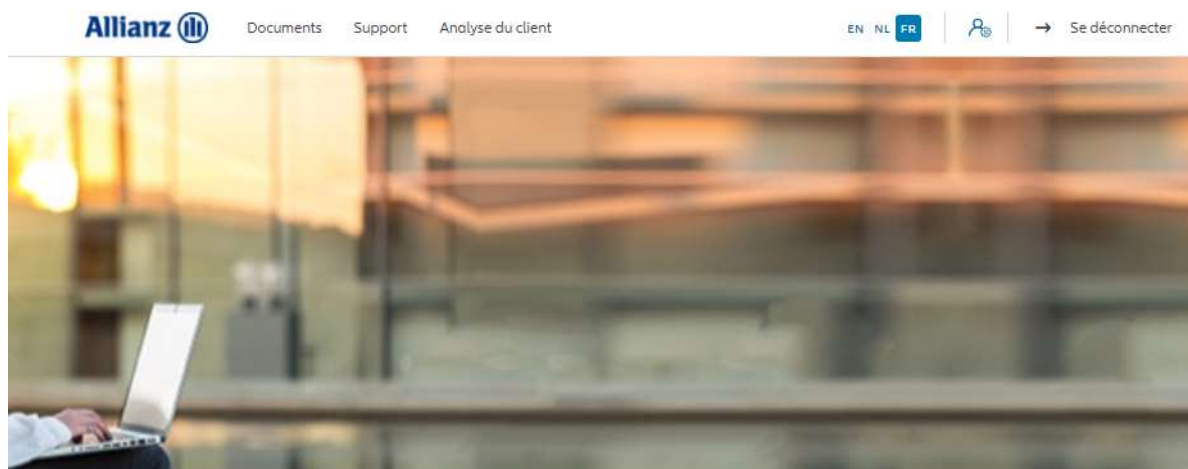 Allianz Documents Support Analyse du client EN NL FR → Se déconnecter